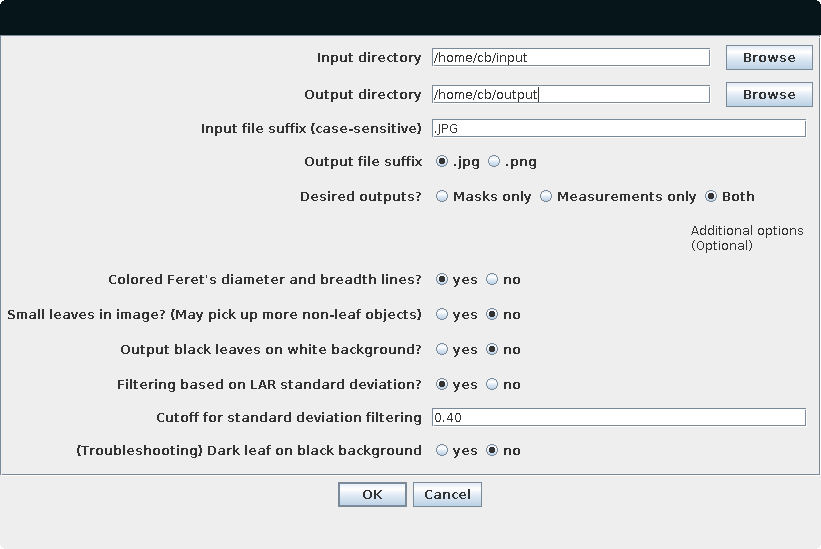 Input directory /home/cb/input Browse
Output directory /home/cb/output Browse
Input file suffix (case-sensitive) .JPG
Output file suffix .jpg .png
Desired outputs? Masks only Measurements only Both
Additional options
(Optional)
Colored Feret's diameter and breadth lines? yes no
Small leaves in image? (May pick up more non-leaf objects) yes no
Output black leaves on white background? yes no
Filtering based on LAR standard deviation? yes no
Cutoff for standard deviation filtering 0.40
(Troubleshooting) Dark leaf on black background yes no
OK Cancel